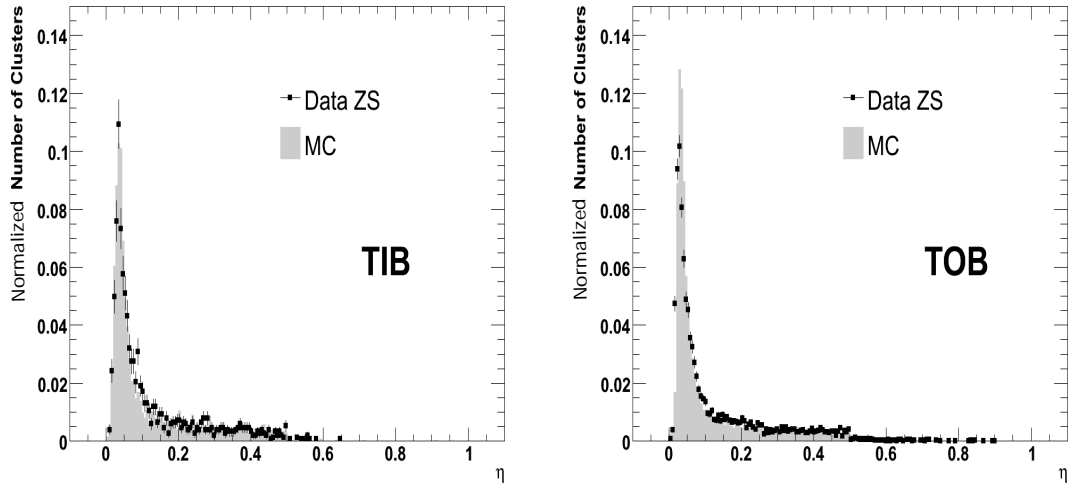 Normalized Number of Clusters
0.14
0.12
0.1
0.08
0.06
0.04
0.02
0
Data ZS
MC
TIB
0 0.2 0.4 0.6 0.8 1
η
Normalized Number of Clusters
0.14
0.12
0.1
0.08
0.06
0.04
0.02
0
Data ZS
MC
TOB
0 0.2 0.4 0.6 0.8 1
η